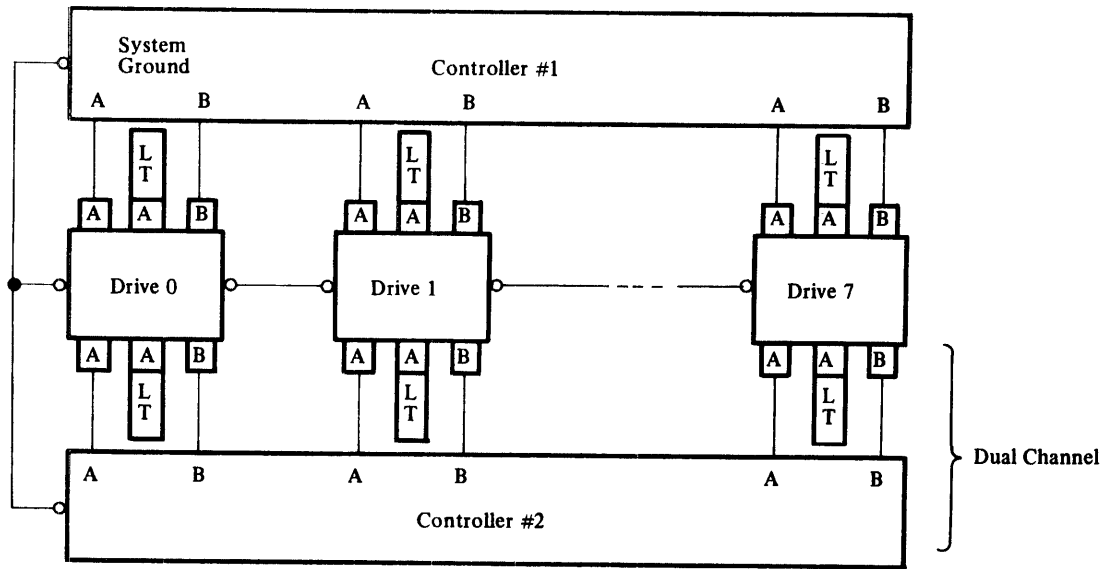 System
Ground
Controller #1
A B A B A B
L
T
L
T
L
T
A A B A A B A A B
Drive 0 Drive 1 Drive 7
A A B A A B A A B
L
T
L
T
L
T
Dual Channel
A B A B A B
Controller #2